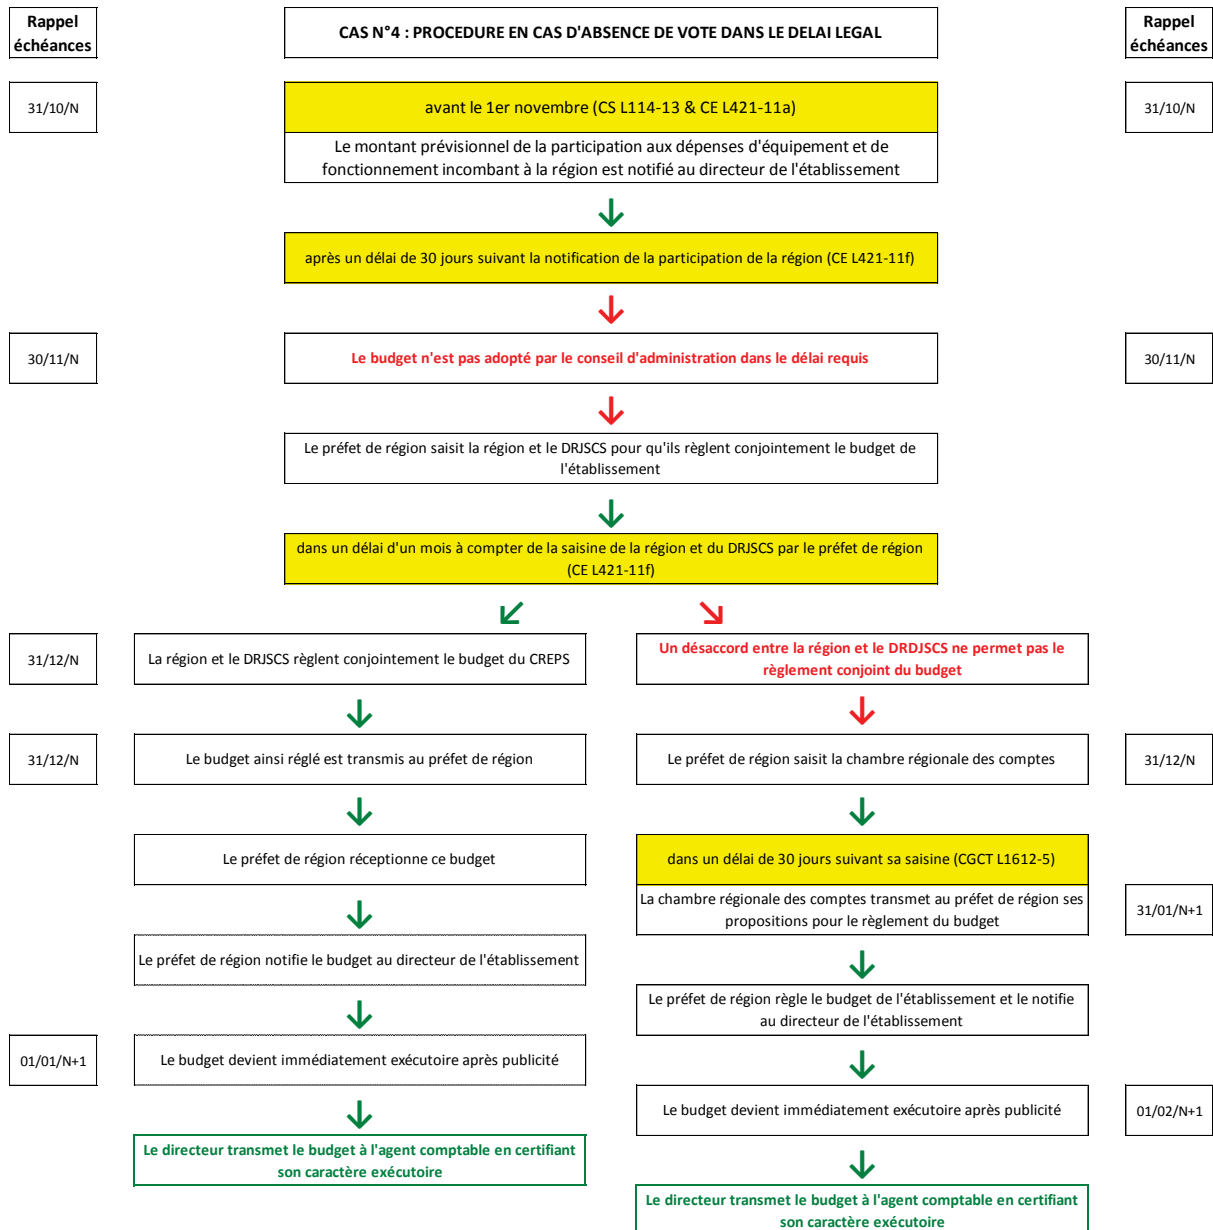 Rappel
échéances
CAS N°4 : PROCEDURE EN CAS D'ABSENCE DE VOTE DANS LE DELAI LEGAL
Rappel
échéances
31/10/N
avant le 1er novembre (CS L114-13 & CE L421-11a)
31/10/N
Le montant prévisionnel de la participation aux dépenses d'équipement et de
fonctionnement incombant à la région est notifié au directeur de l'établissement
après un délai de 30 jours suivant la notification de la participation de la région (CE L421-11f)
30/11/N
Le budget n'est pas adopté par le conseil d'administration dans le délai requis
30/11/N
Le préfet de région saisit la région et le DRJSCS pour qu'ils règlent conjointement le budget de
l'établissement
dans un délai d'un mois à compter de la saisine de la région et du DRJSCS par le préfet de région
(CE L421-11f)
31/12/N
La région et le DRJSCS règlent conjointement le budget du CREPS
Un désaccord entre la région et le DRDJSCS ne permet pas le
règlement conjoint du budget
31/12/N
Le budget ainsi réglé est transmis au préfet de région
Le préfet de région saisit la chambre régionale des comptes
31/12/N
Le préfet de région réceptionne ce budget
dans un délai de 30 jours suivant sa saisine (CGCT L1612-5)
La chambre régionale des comptes transmet au préfet de région ses
propositions pour le règlement du budget
31/01/N+1
Le préfet de région notifie le budget au directeur de l'établissement
Le préfet de région règle le budget de l'établissement et le notifie
au directeur de l'établissement
01/01/N+1
Le budget devient immédiatement exécutoire après publicité
Le budget devient immédiatement exécutoire après publicité
01/02/N+1
Le directeur transmet le budget à l'agent comptable en certifiant
son caractère exécutoire
Le directeur transmet le budget à l'agent comptable en certifiant
son caractère exécutoire